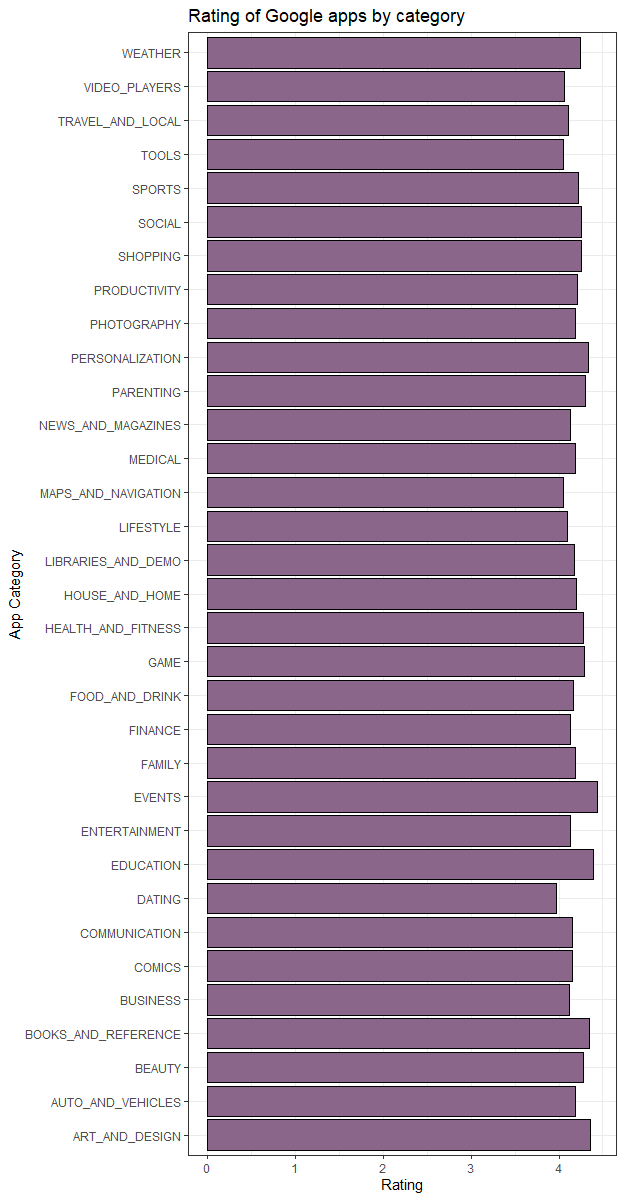 Rating of Google apps by category
WEATHER
VIDEO_PLAYERS
TRAVEL_AND_LOCAL
TOOLS
SPORTS
SOCIAL
SHOPPING
PRODUCTIVITY
PHOTOGRAPHY
PERSONALIZATION
PARENTING
NEWS_AND_MAGAZINES
MEDICAL
MAPS_AND_NAVIGATION
LIFESTYLE
LIBRARIES_AND_DEMO
HOUSE_AND_HOME
HEALTH_AND_FITNESS
GAME
FOOD_AND_DRINK
FINANCE
FAMILY
EVENTS
ENTERTAINMENT
EDUCATION
DATING
COMMUNICATION
COMICS
BUSINESS
BOOKS_AND_REFERENCE
BEAUTY
AUTO_AND_VEHICLES
ART_AND_DESIGN
App Category
0 1 2 3 4
Rating